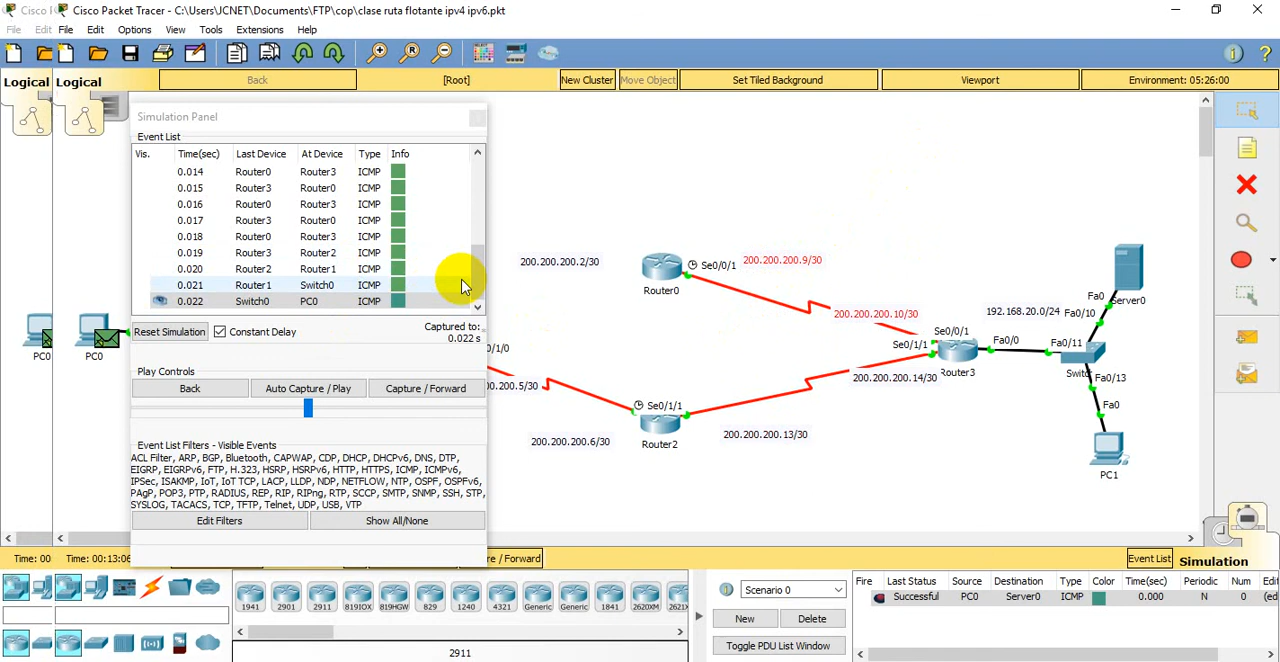 Cisco Packet Tracer - C:\Users\JCNET\Documents\FTP\cop\clase ruta flotante ipv4 ipv6.pkt
File Edit File Edit Options View Tools Extensions Help
Logical Logical Back [Root] New Cluster Move Object Set Tiled Background Viewport Environment: 05:26:00
Simulation Panel
Event List
Vis. Time(sec) Last Device At Device Type Info
0.014 Router0 Router3 ICMP
0.015 Router3 Router0 ICMP
0.016 Router0 Router3 ICMP
0.017 Router3 Router0 ICMP
0.018 Router0 Router3 ICMP
0.019 Router3 Router2 ICMP
0.020 Router2 Router1 ICMP
0.021 Router1 Switch0 ICMP
0.022 Switch0 PC0 ICMP
Reset Simulation Constant Delay Captured to:
0.022 s
Play Controls
Back Auto Capture / Play Capture / Forward
Event List Filters - Visible Events
ACL Filter, ARP, BGP, Bluetooth, CAPWAP, CDP, DHCP, DHCPv6, DNS, DTP,
EIGRP, EIGRPv6, FTP, H.323, HSRP, HSRPv6, HTTP, HTTPS, ICMP, ICMPv6,
IPSec, ISAKMP, IoT, IoT TCP, LACP, LLDP, NDP, NETFLOW, NTP, OSPF, OSPFv6,
PAgP, POP3, PTP, RADIUS, REP, RIP, RIPng, RTP, SCCP, SMTP, SNMP, SSH, STP,
SYSLOG, TACACS, TCP, TFTP, Telnet, UDP, USB, VTP
Edit Filters Show All/None
PC0
PC0
200.200.200.2/30
Se0/0/1
200.200.200.9/30
Router0
200.200.200.10/30
192.168.20.0/24
Fa0
Server0
Fa0/10
Se0/0/1
Se0/1/1
Fa0/0
Fa0/11
Router3
Switc
1/0
00.5/30
200.200.200.14/30
Fa0/13
Fa0
Se0/1/1
Router2
200.200.200.6/30
200.200.200.13/30
PC1
Time: 00 Time: 00:13:06 e / Forward Event List Simulation
1941 2901 2911 819IOX 819HGW 829 1240 4321 Generic Generic 1841 2620XM 2621X
2911
Scenario 0
New Delete
Toggle PDU List Window
Fire Last Status Source Destination Type Color Time(sec) Periodic Num Edi
Successful PC0 Server0 ICMP 0.000 N 0 (ed